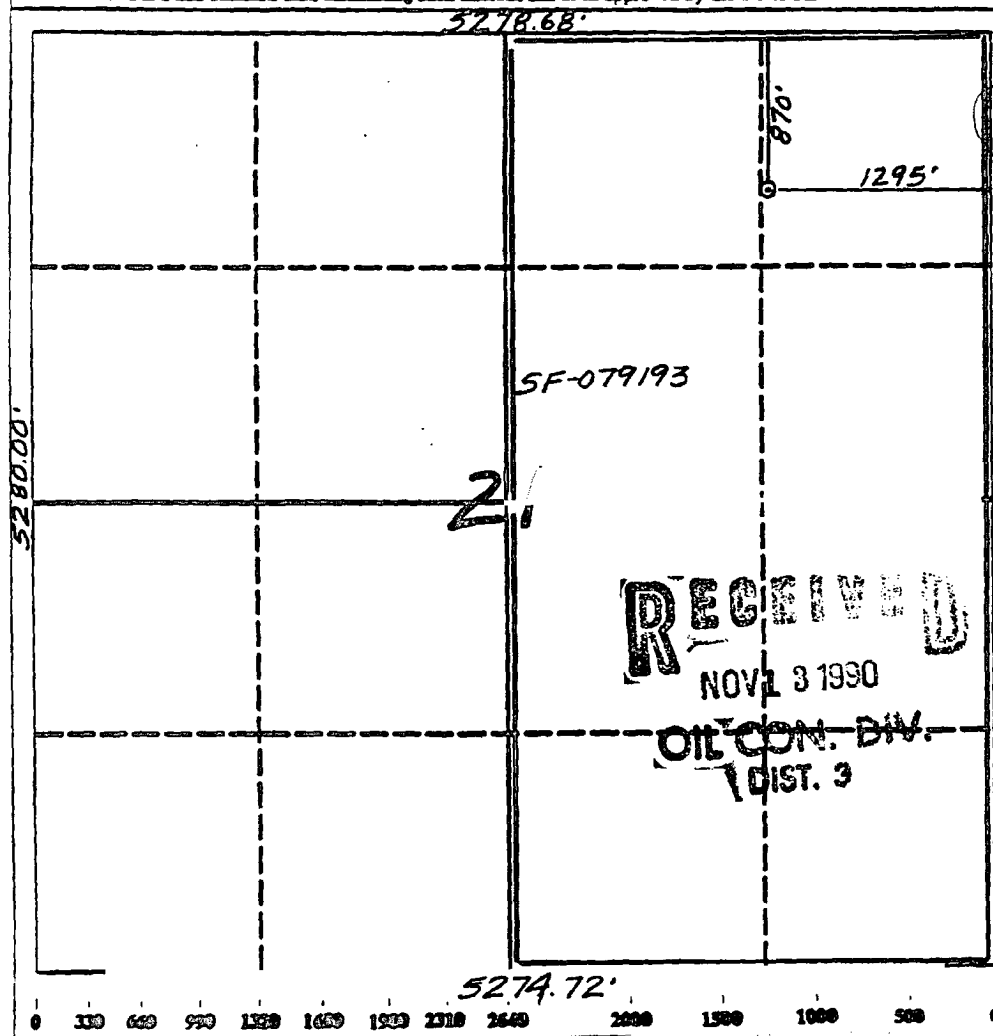 5278.68'
870'
1295'
SF-079193
5280.00'
21
RECEIVED
NOV 13 1990
OIL CON. DIV.
DIST. 3
5274.72'
0 330 660 990 1320 1650 1980 2310 2640 2000 1500 1000 500 0